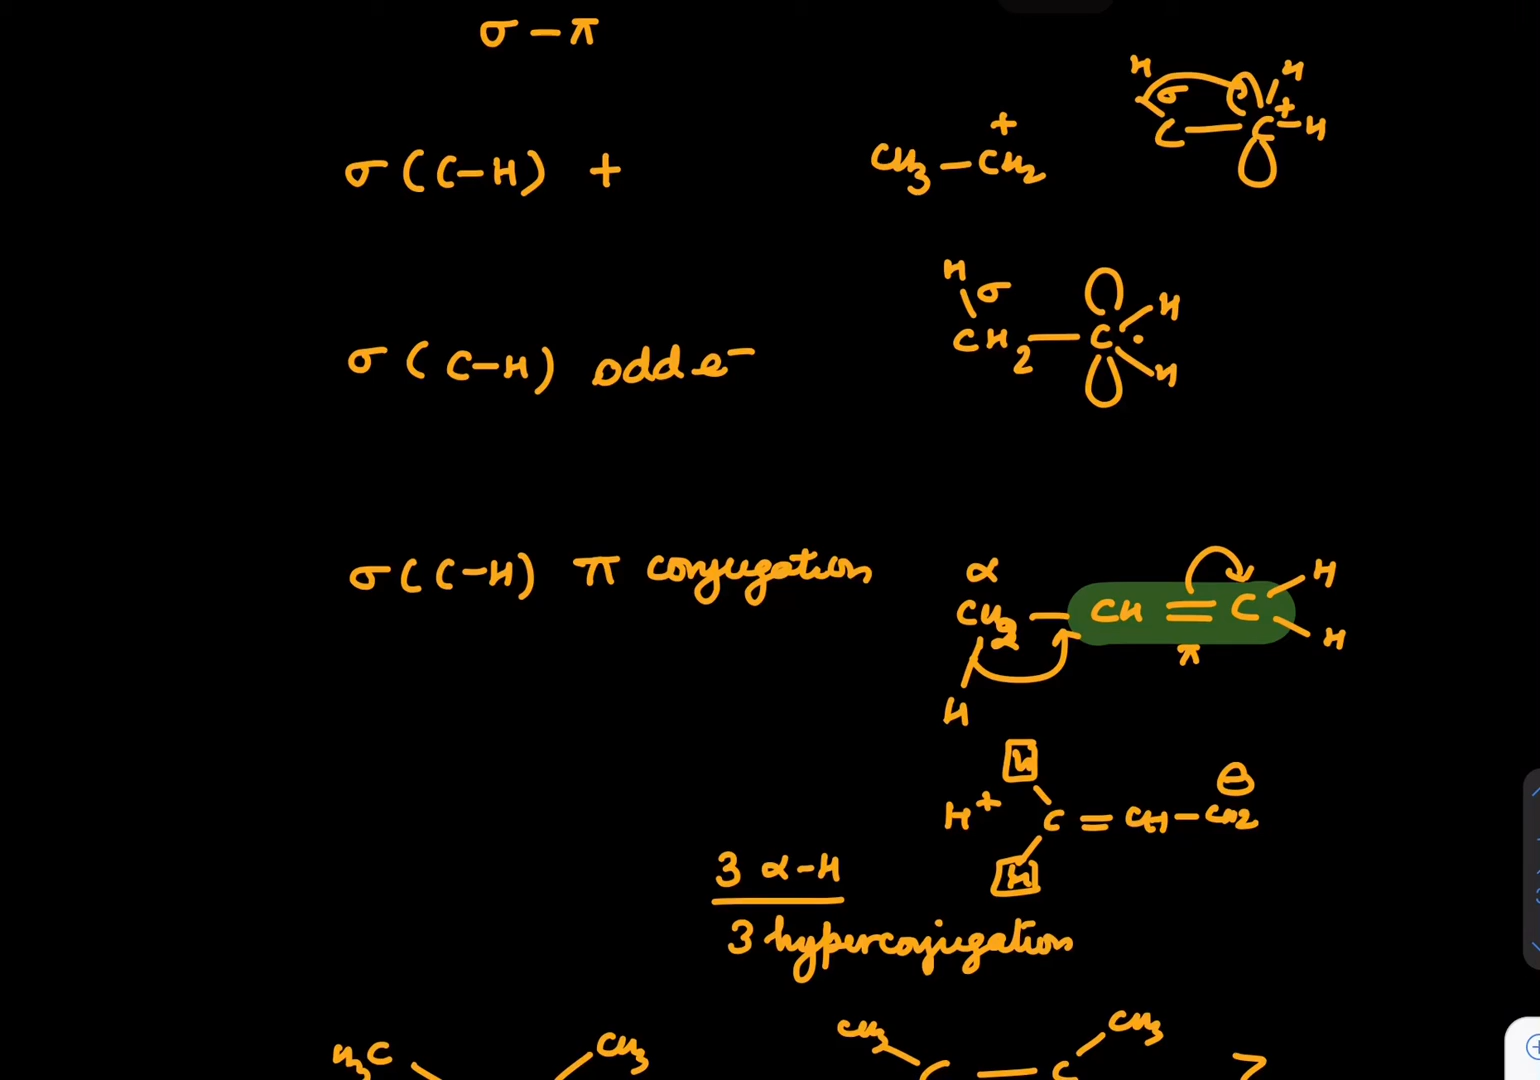 σ – π
H H
σ +
C – C – H
σ (C–H) +
+
CH3 – CH2
H σ
CH2 – C · H
H
σ (C–H) odd e–
σ (C–H) π conjugation
α
CH2 – CH = C H
H
π
H
H
⊖
H+ C = CH – CH2
H
3 α-H
3 hyperconjugation
H3C CH3
CH3 CH3
C – C >